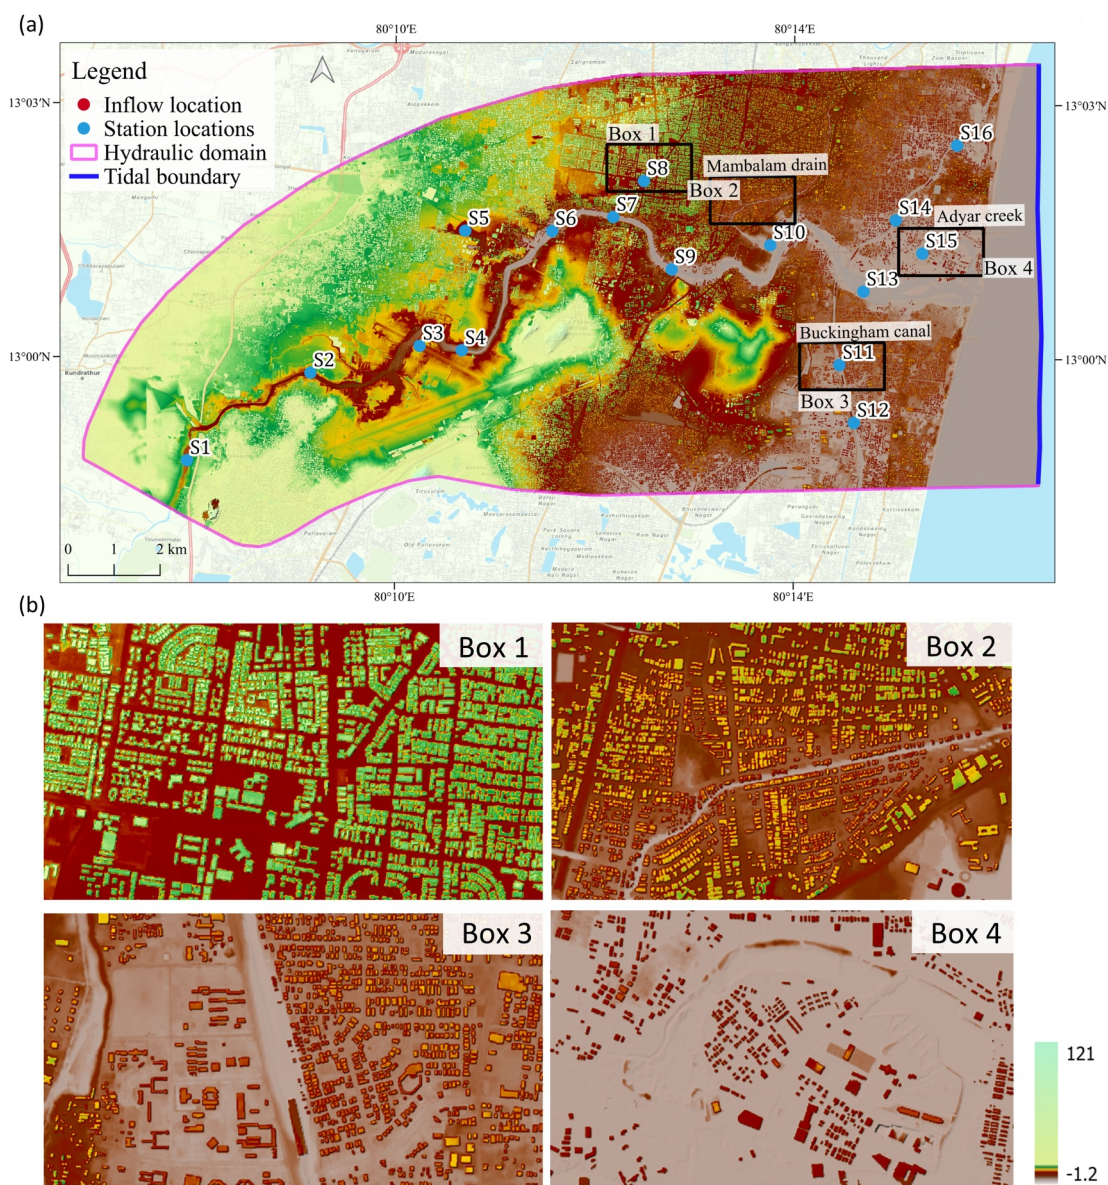 (a)
80°10′E
80°14′E
13°03′N
13°03′N
Legend
Inflow location
Station locations
Hydraulic domain
Tidal boundary
Box 1
S8
Mambalam drain
Box 2
S16
S5
S6
S7
S14
Adyar creek
S10
S15
Box 4
S9
S13
S3
S4
S2
Buckingham canal
S11
13°00′N
13°00′N
Kundrathur
Box 3
S12
S1
0 1 2 km
80°10′E
80°14′E
(b)
Box 1
Box 2
Box 3
Box 4
121
-1.2